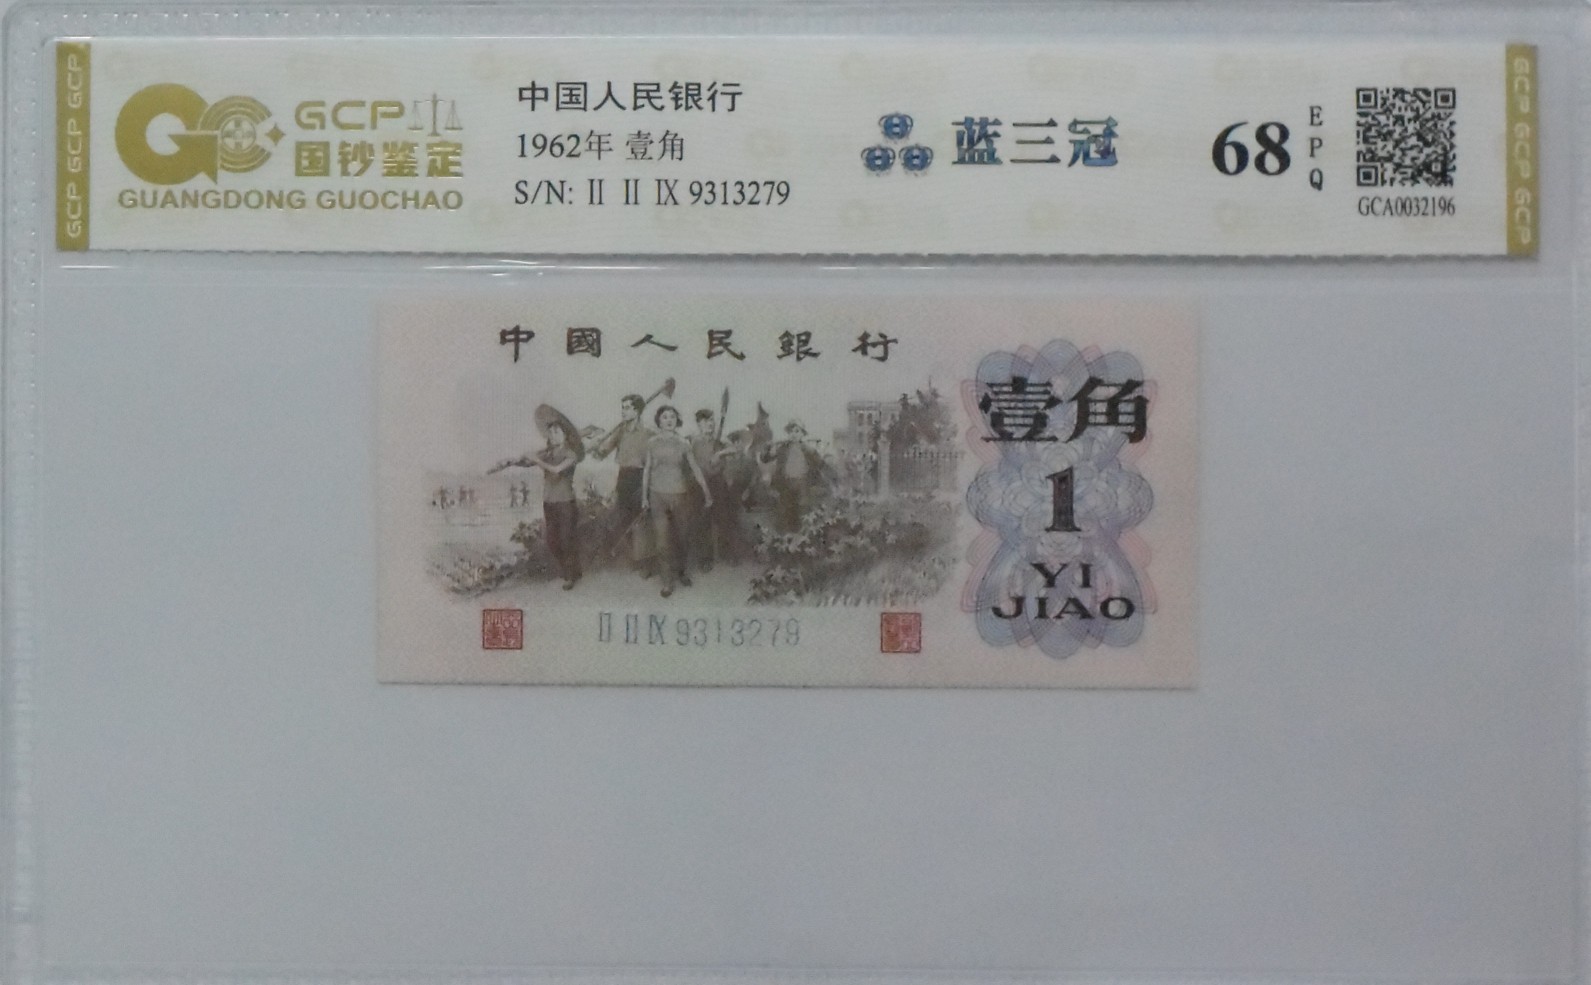 GCP GCP GCP
GCP
国钞鉴定
GUANGDONG GUOCHAO
中国人民银行
1962年 壹角
S/N: Ⅱ Ⅱ Ⅸ 9313279
蓝三冠
68
EPQ
GCA0032196
GCP GCP GCP
中國人民銀行
壹角
1
YI
JIAO
Ⅱ Ⅱ Ⅸ 9313279